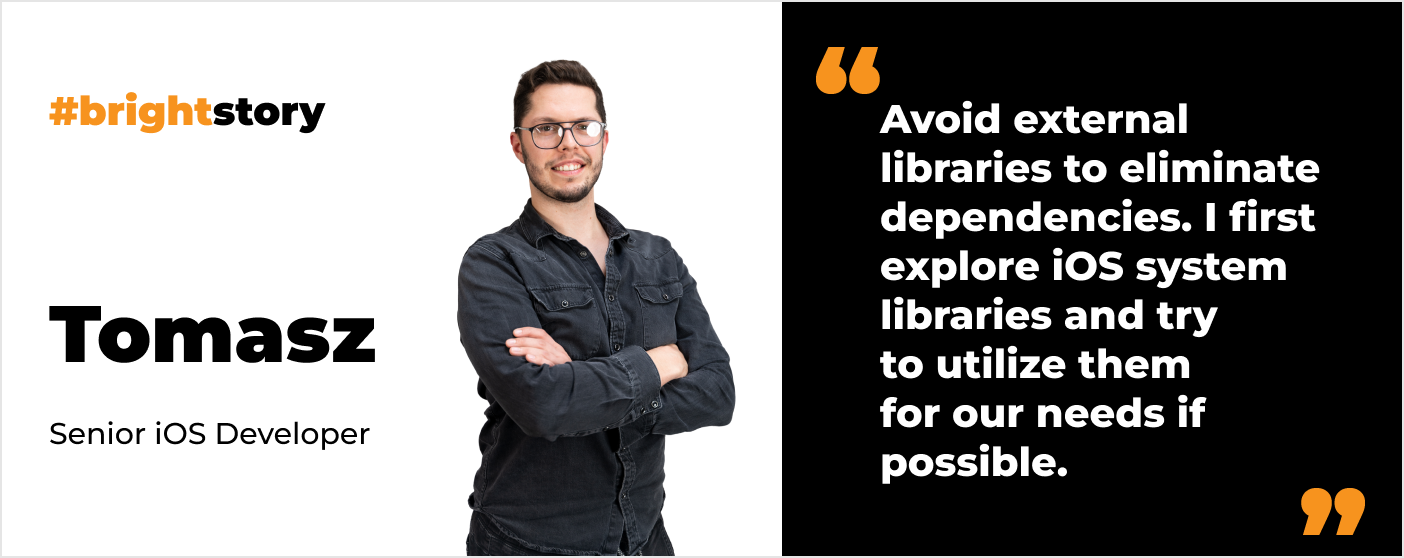 #brightstory
Tomasz
Senior iOS Developer
“
Avoid external
libraries to eliminate
dependencies. I first
explore iOS system
libraries and try
to utilize them
for our needs if
possible.
”